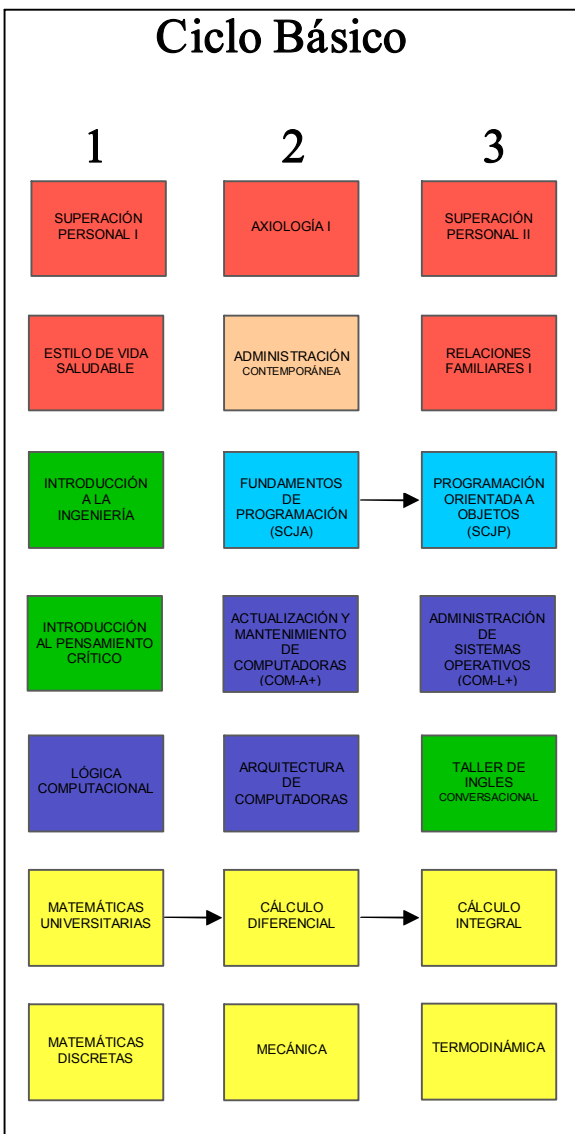 Ciclo Básico
1
2
3
SUPERACIÓN
PERSONAL I
AXIOLOGÍA I
SUPERACIÓN
PERSONAL II
ESTILO DE VIDA
SALUDABLE
ADMINISTRACIÓN
CONTEMPORÁNEA
RELACIONES
FAMILIARES I
INTRODUCCIÓN
A LA
INGENIERÍA
FUNDAMENTOS
DE
PROGRAMACIÓN
(SCJA)
PROGRAMACIÓN
ORIENTADA A
OBJETOS
(SCJP)
INTRODUCCIÓN
AL PENSAMIENTO
CRÍTICO
ACTUALIZACIÓN Y
MANTENIMIENTO
DE
COMPUTADORAS
(COM-A+)
ADMINISTRACIÓN
DE
SISTEMAS
OPERATIVOS
(COM-L+)
LÓGICA
COMPUTACIONAL
ARQUITECTURA
DE
COMPUTADORAS
TALLER DE
INGLES
CONVERSACIONAL
MATEMÁTICAS
UNIVERSITARIAS
CÁLCULO
DIFERENCIAL
CÁLCULO
INTEGRAL
MATEMÁTICAS
DISCRETAS
MECÁNICA
TERMODINÁMICA